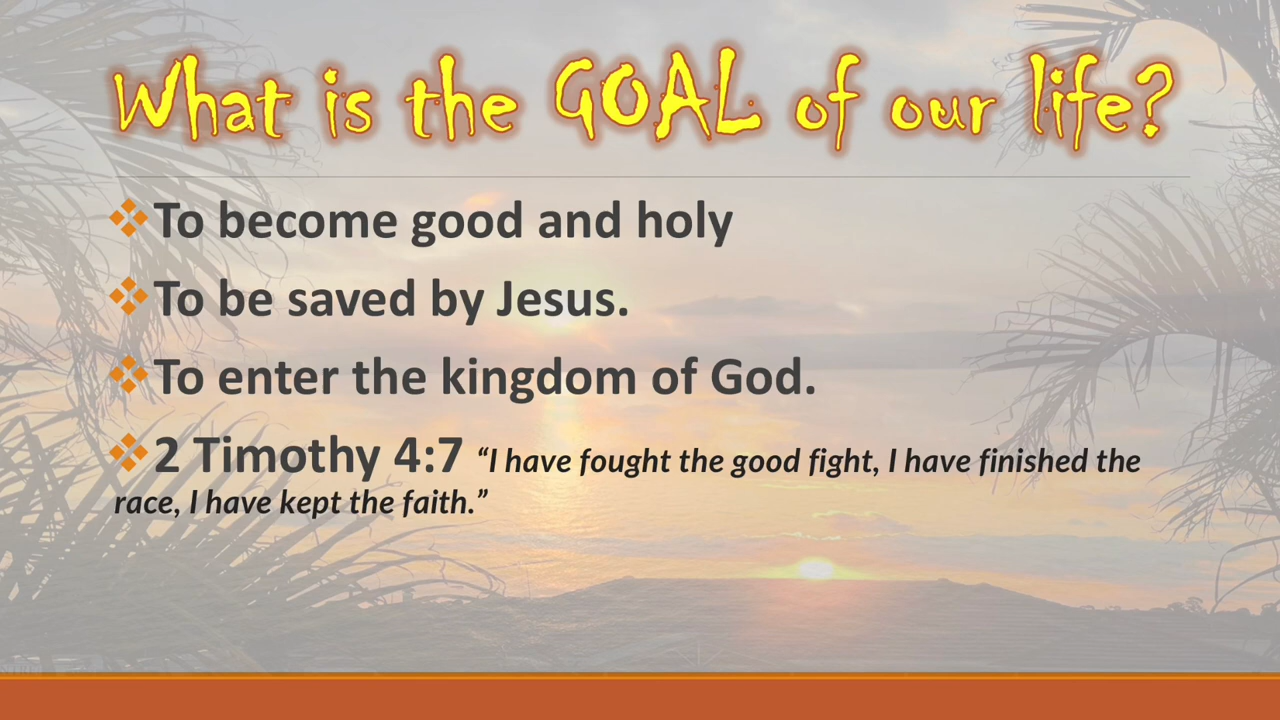 What is the GOAL of our life?
❖To become good and holy
❖To be saved by Jesus.
❖To enter the kingdom of God.
❖2 Timothy 4:7 “I have fought the good fight, I have finished the
race, I have kept the faith.”